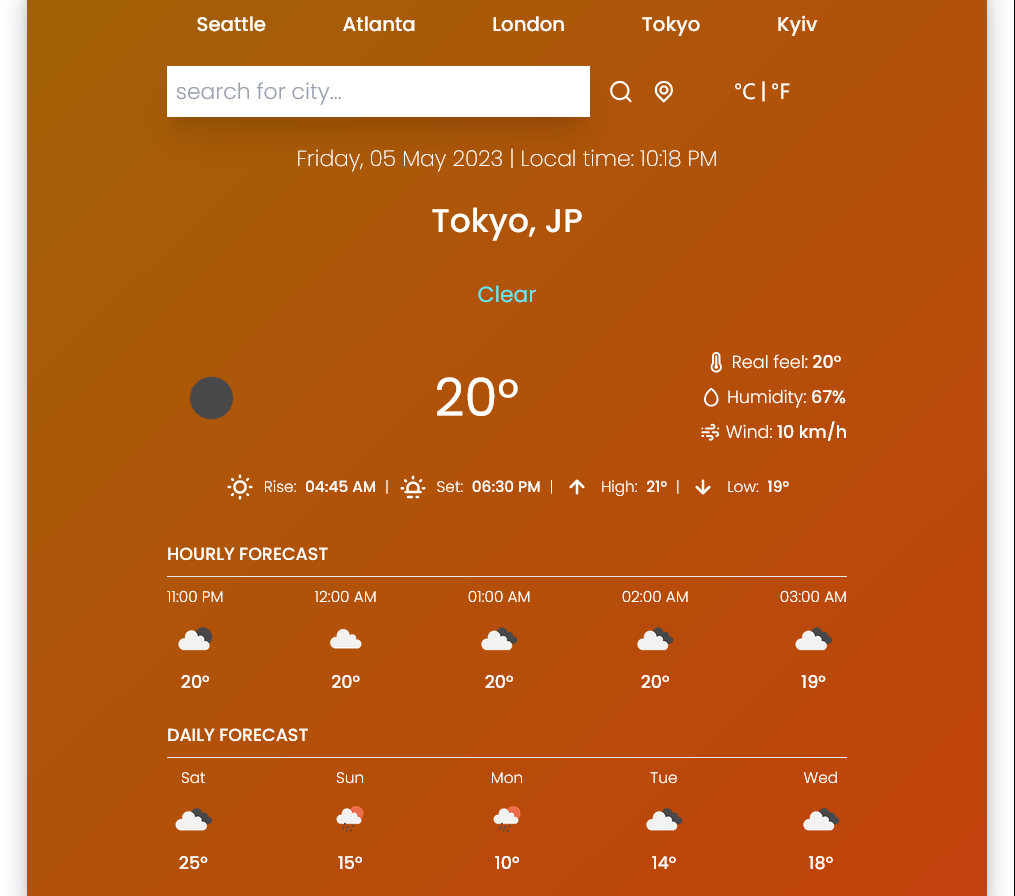 Seattle Atlanta London Tokyo Kyiv
search for city...
°C | °F
Friday, 05 May 2023 | Local time: 10:18 PM
Tokyo, JP
Clear
20°
Real feel: 20°
Humidity: 67%
Wind: 10 km/h
Rise: 04:45 AM | Set: 06:30 PM | High: 21° | Low: 19°
HOURLY FORECAST
11:00 PM 12:00 AM 01:00 AM 02:00 AM 03:00 AM
20° 20° 20° 20° 19°
DAILY FORECAST
Sat Sun Mon Tue Wed
25° 15° 10° 14° 18°